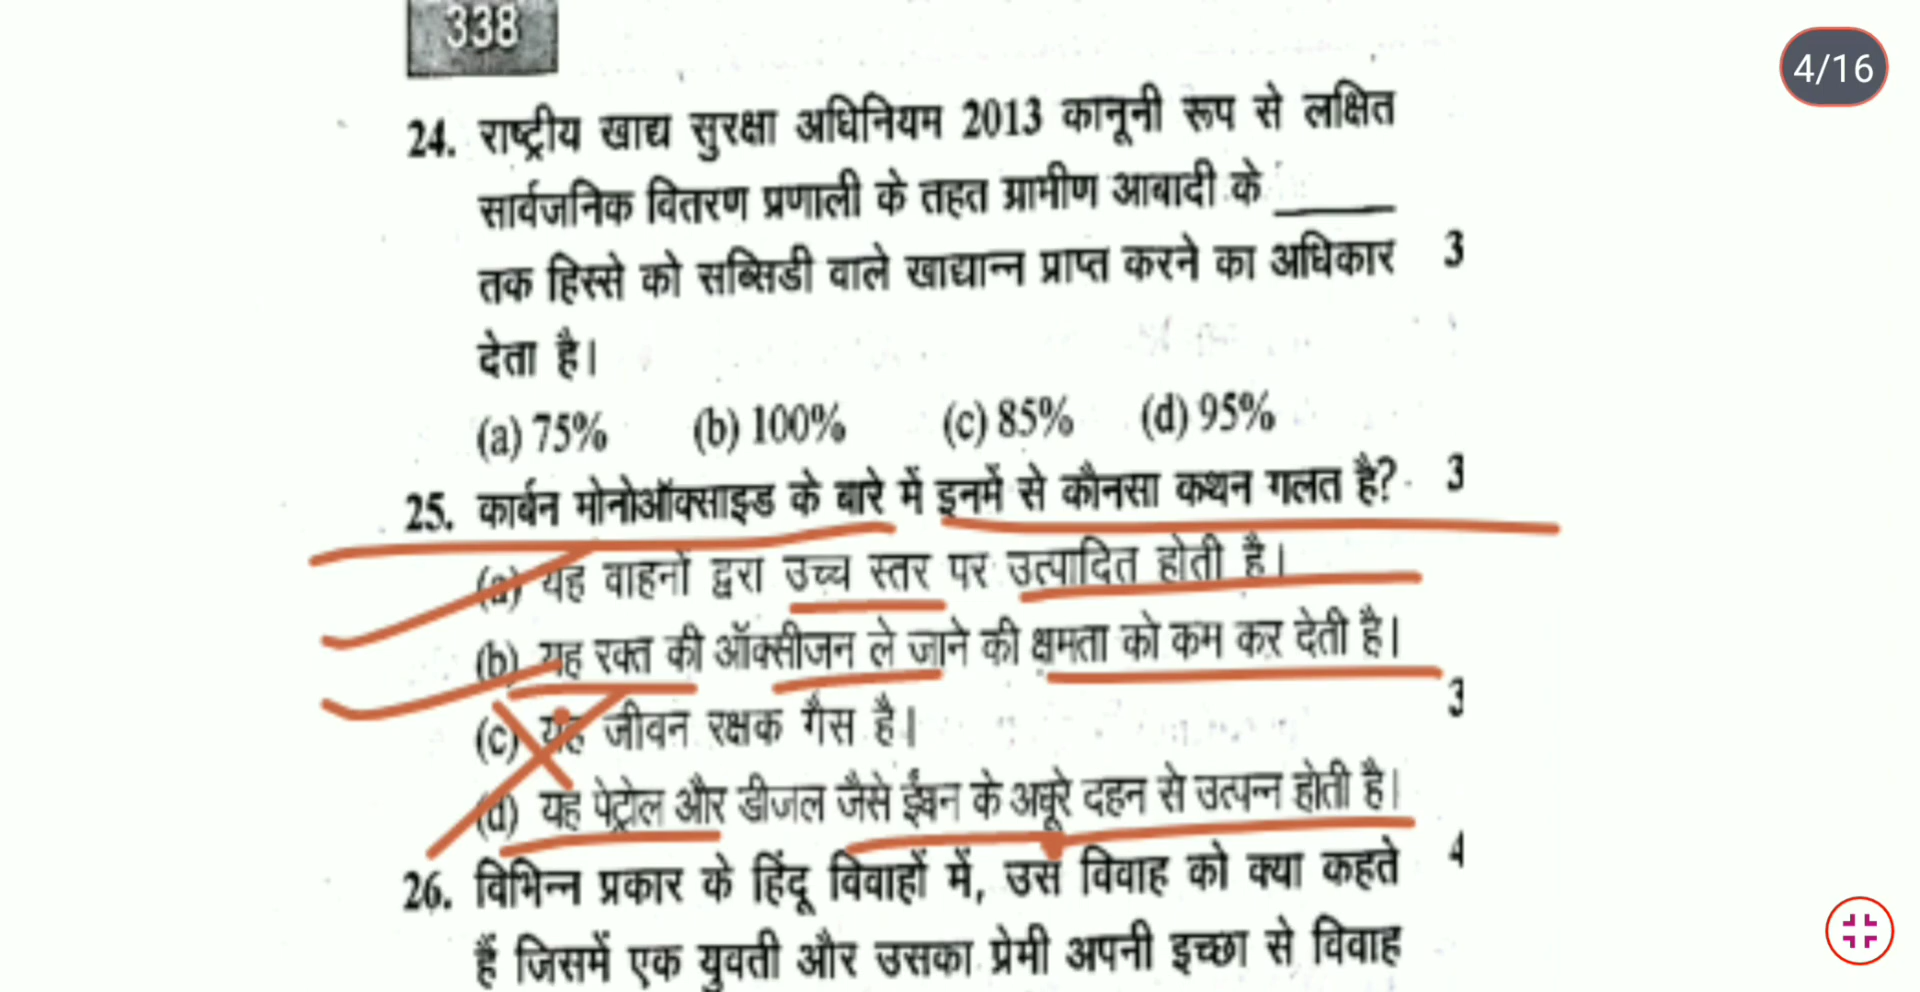 338
4/16
24. राष्ट्रीय खाद्य सुरक्षा अधिनियम 2013 कानूनी रूप से लक्षित
सार्वजनिक वितरण प्रणाली के तहत ग्रामीण आबादी के _____
तक हिस्से को सब्सिडी वाले खाद्यान्न प्राप्त करने का अधिकार 3
देता है।
(a) 75% (b) 100% (c) 85% (d) 95%
25. कार्बन मोनोऑक्साइड के बारे में इनमें से कौनसा कथन गलत है? 3
(a) यह वाहनों द्वरा उच्च स्तर पर उत्पादित होती है।
(b) यह रक्त की ऑक्सीजन ले जाने की क्षमता को कम कर देती है।
3
(c) यह जीवन रक्षक गैस है।
(d) यह पेट्रोल और डीजल जैसे ईंधन के अधूरे दहन से उत्पन्न होती है।
26. विभिन्न प्रकार के हिंदू विवाहों में, उस विवाह को क्या कहते 4
हैं जिसमें एक युवती और उसका प्रेमी अपनी इच्छा से विवाह